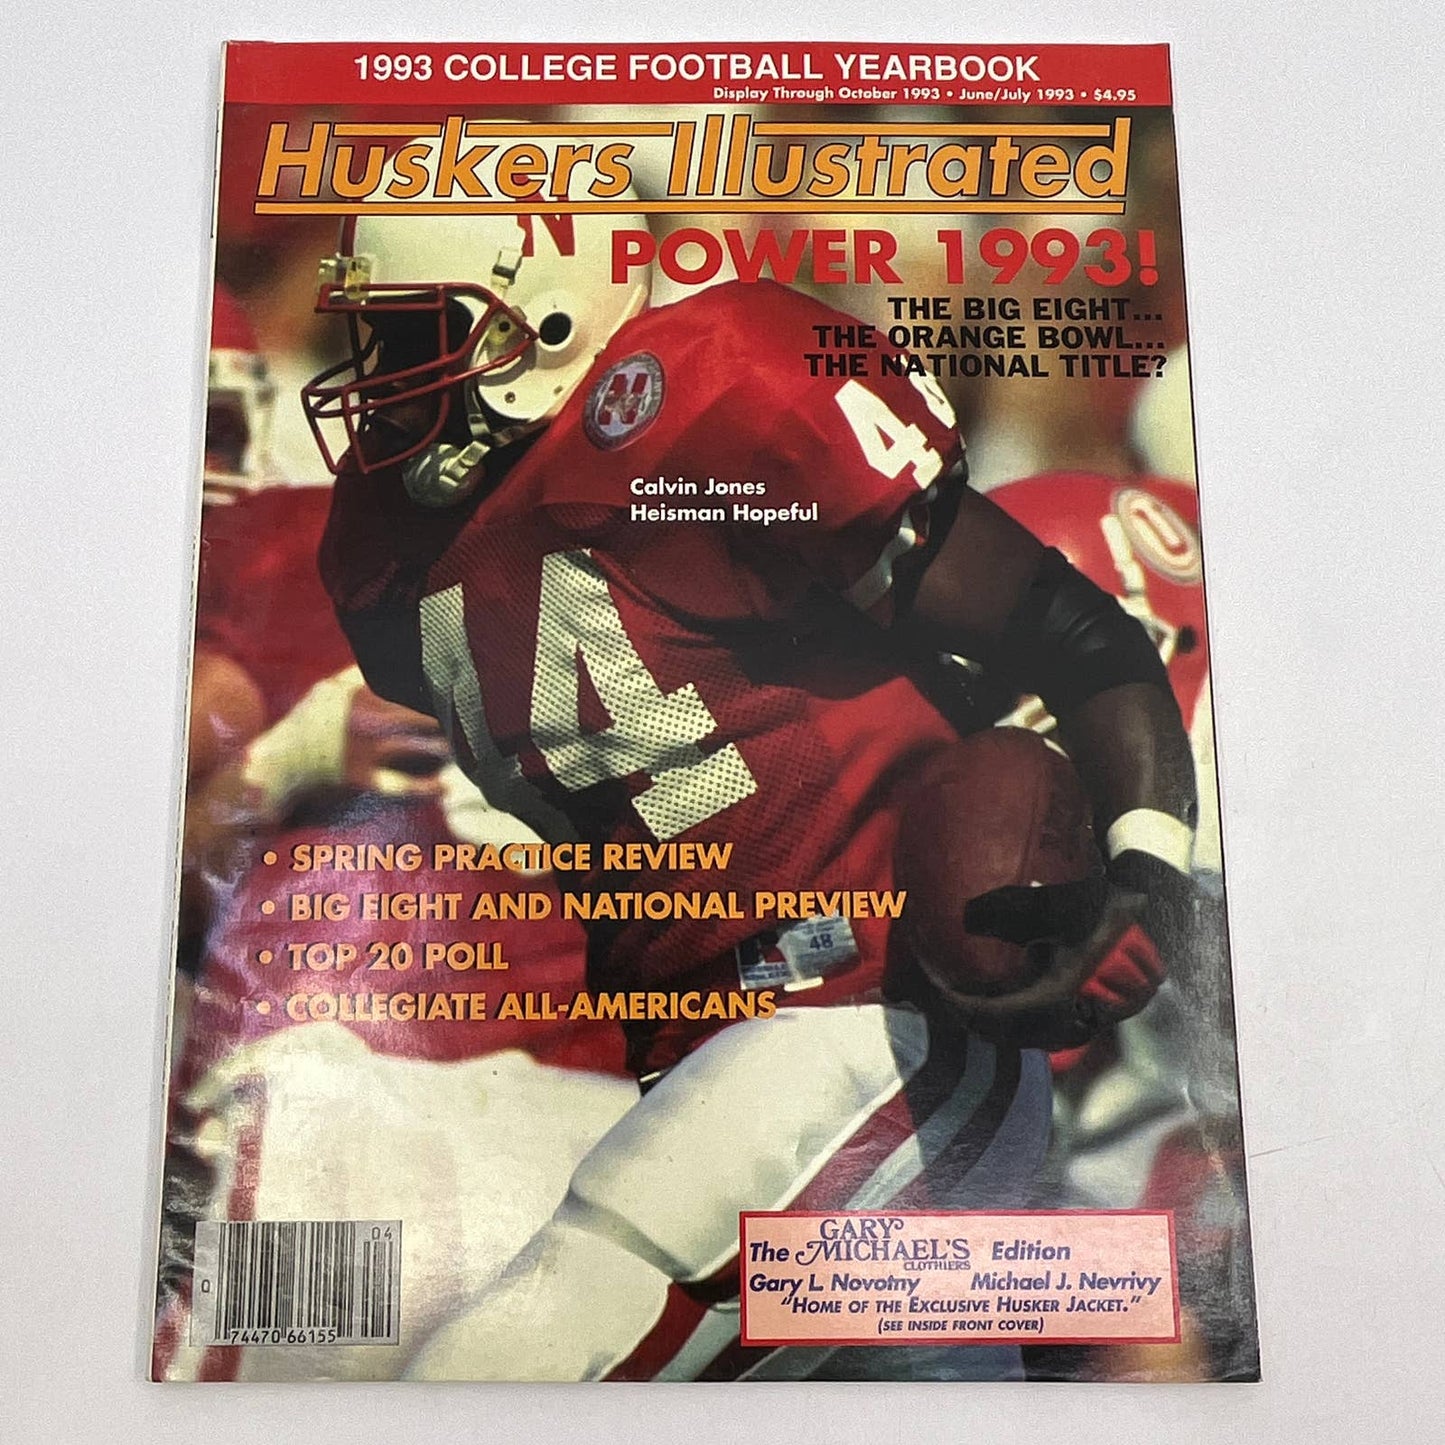 1993 COLLEGE FOOTBALL YEARBOOK
Display Through October 1993 • June/July 1993 • $4.95
Huskers Illustrated
N
POWER 1993!
THE BIG EIGHT...
THE ORANGE BOWL...
THE NATIONAL TITLE?
N
44
Calvin Jones
Heisman Hopeful
44
• SPRING PRACTICE REVIEW
• BIG EIGHT AND NATIONAL PREVIEW
48
• TOP 20 POLL
• COLLEGIATE ALL-AMERICANS
The GARY MICHAEL'S CLOTHIERS Edition
Gary L. Novotny Michael J. Nevrivy
"HOME OF THE EXCLUSIVE HUSKER JACKET."
(SEE INSIDE FRONT COVER)
04
0
74470 66155